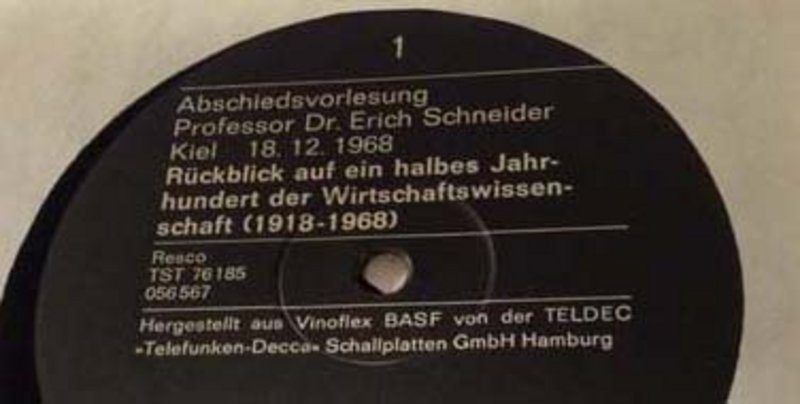 1
Abschiedsvorlesung
Professor Dr. Erich Schneider
Kiel 18. 12. 1968
Rückblick auf ein halbes Jahr-
hundert der Wirtschaftswissen-
schaft (1918-1968)
Resco
TST 76185
056567
Hergestellt aus Vinoflex BASF von der TELDEC
»Telefunken-Decca« Schallplatten GmbH Hamburg